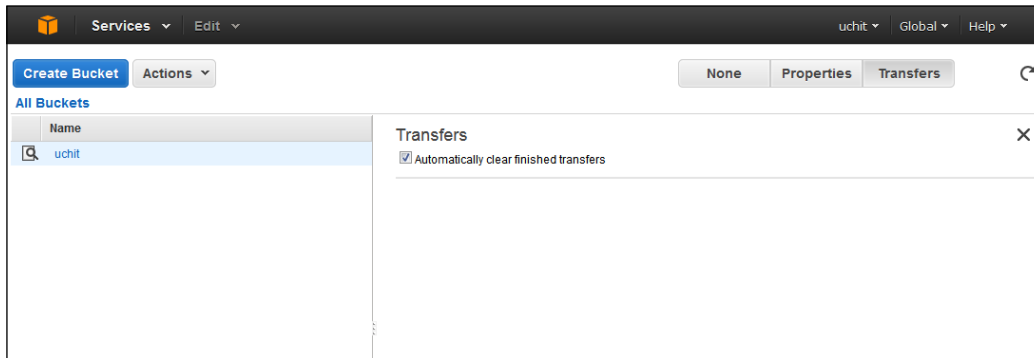 Services Edit uchit Global Help
Create Bucket Actions None Properties Transfers
All Buckets
Name
uchit
Transfers
Automatically clear finished transfers